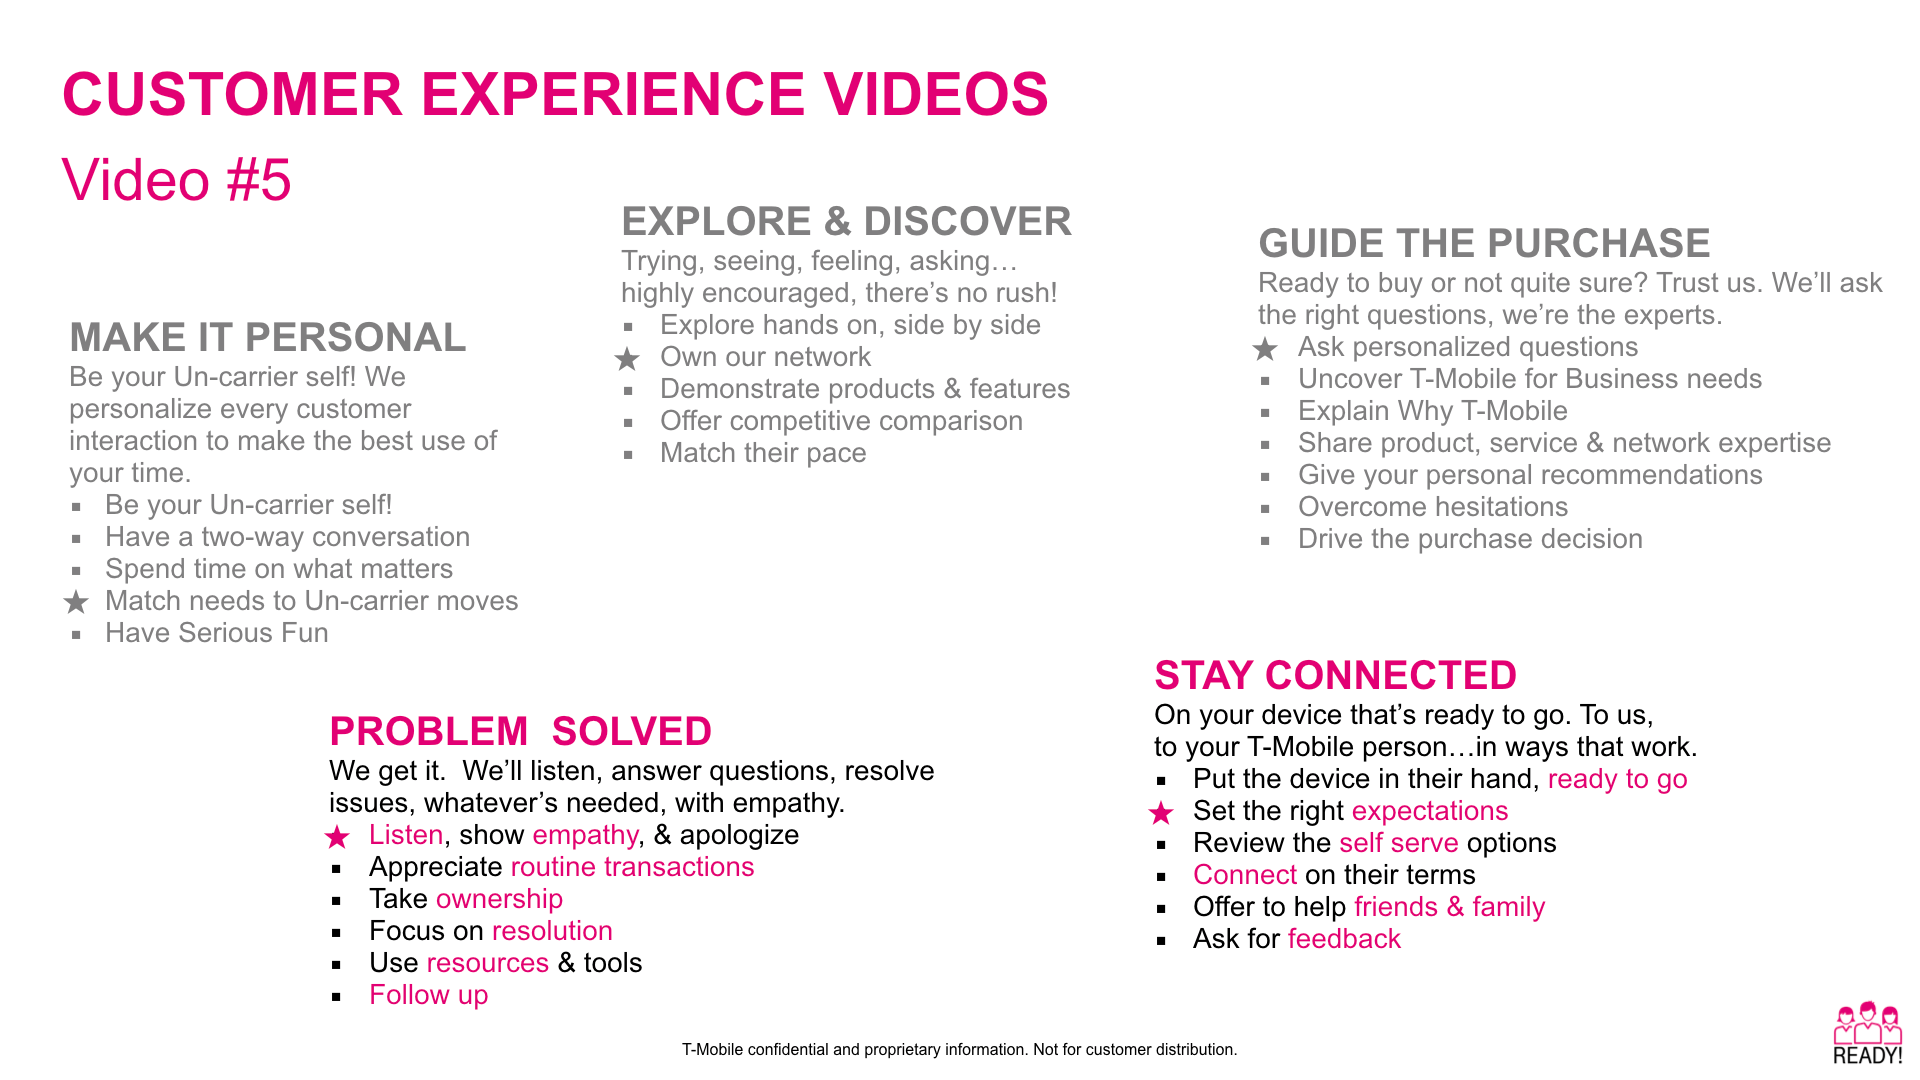 CUSTOMER EXPERIENCE VIDEOS
Video #5
MAKE IT PERSONAL
Be your Un-carrier self! We
personalize every customer
interaction to make the best use of
your time.
▪ Be your Un-carrier self!
▪ Have a two-way conversation
▪ Spend time on what matters
★ Match needs to Un-carrier moves
▪ Have Serious Fun
EXPLORE & DISCOVER
Trying, seeing, feeling, asking…
highly encouraged, there’s no rush!
▪ Explore hands on, side by side
★ Own our network
▪ Demonstrate products & features
▪ Offer competitive comparison
▪ Match their pace
GUIDE THE PURCHASE
Ready to buy or not quite sure? Trust us. We’ll ask
the right questions, we’re the experts.
★ Ask personalized questions
▪ Uncover T-Mobile for Business needs
▪ Explain Why T-Mobile
▪ Share product, service & network expertise
▪ Give your personal recommendations
▪ Overcome hesitations
▪ Drive the purchase decision
PROBLEM  SOLVED
We get it.  We’ll listen, answer questions, resolve
issues, whatever’s needed, with empathy.
★ Listen, show empathy, & apologize
▪ Appreciate routine transactions
▪ Take ownership
▪ Focus on resolution
▪ Use resources & tools
▪ Follow up
STAY CONNECTED
On your device that’s ready to go. To us,
to your T-Mobile person…in ways that work.
▪ Put the device in their hand, ready to go
★ Set the right expectations
▪ Review the self serve options
▪ Connect on their terms
▪ Offer to help friends & family
▪ Ask for feedback
T-Mobile confidential and proprietary information. Not for customer distribution.
READY!